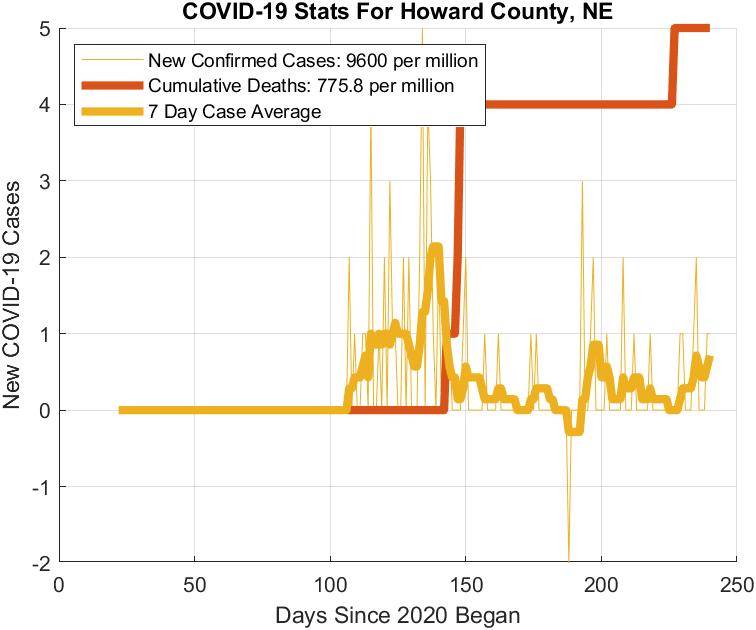 COVID-19 Stats For Howard County, NE
New Confirmed Cases: 9600 per million
Cumulative Deaths: 775.8 per million
7 Day Case Average
New COVID-19 Cases
5
4
3
2
1
0
-1
-2
0 50 100 150 200 250
Days Since 2020 Began